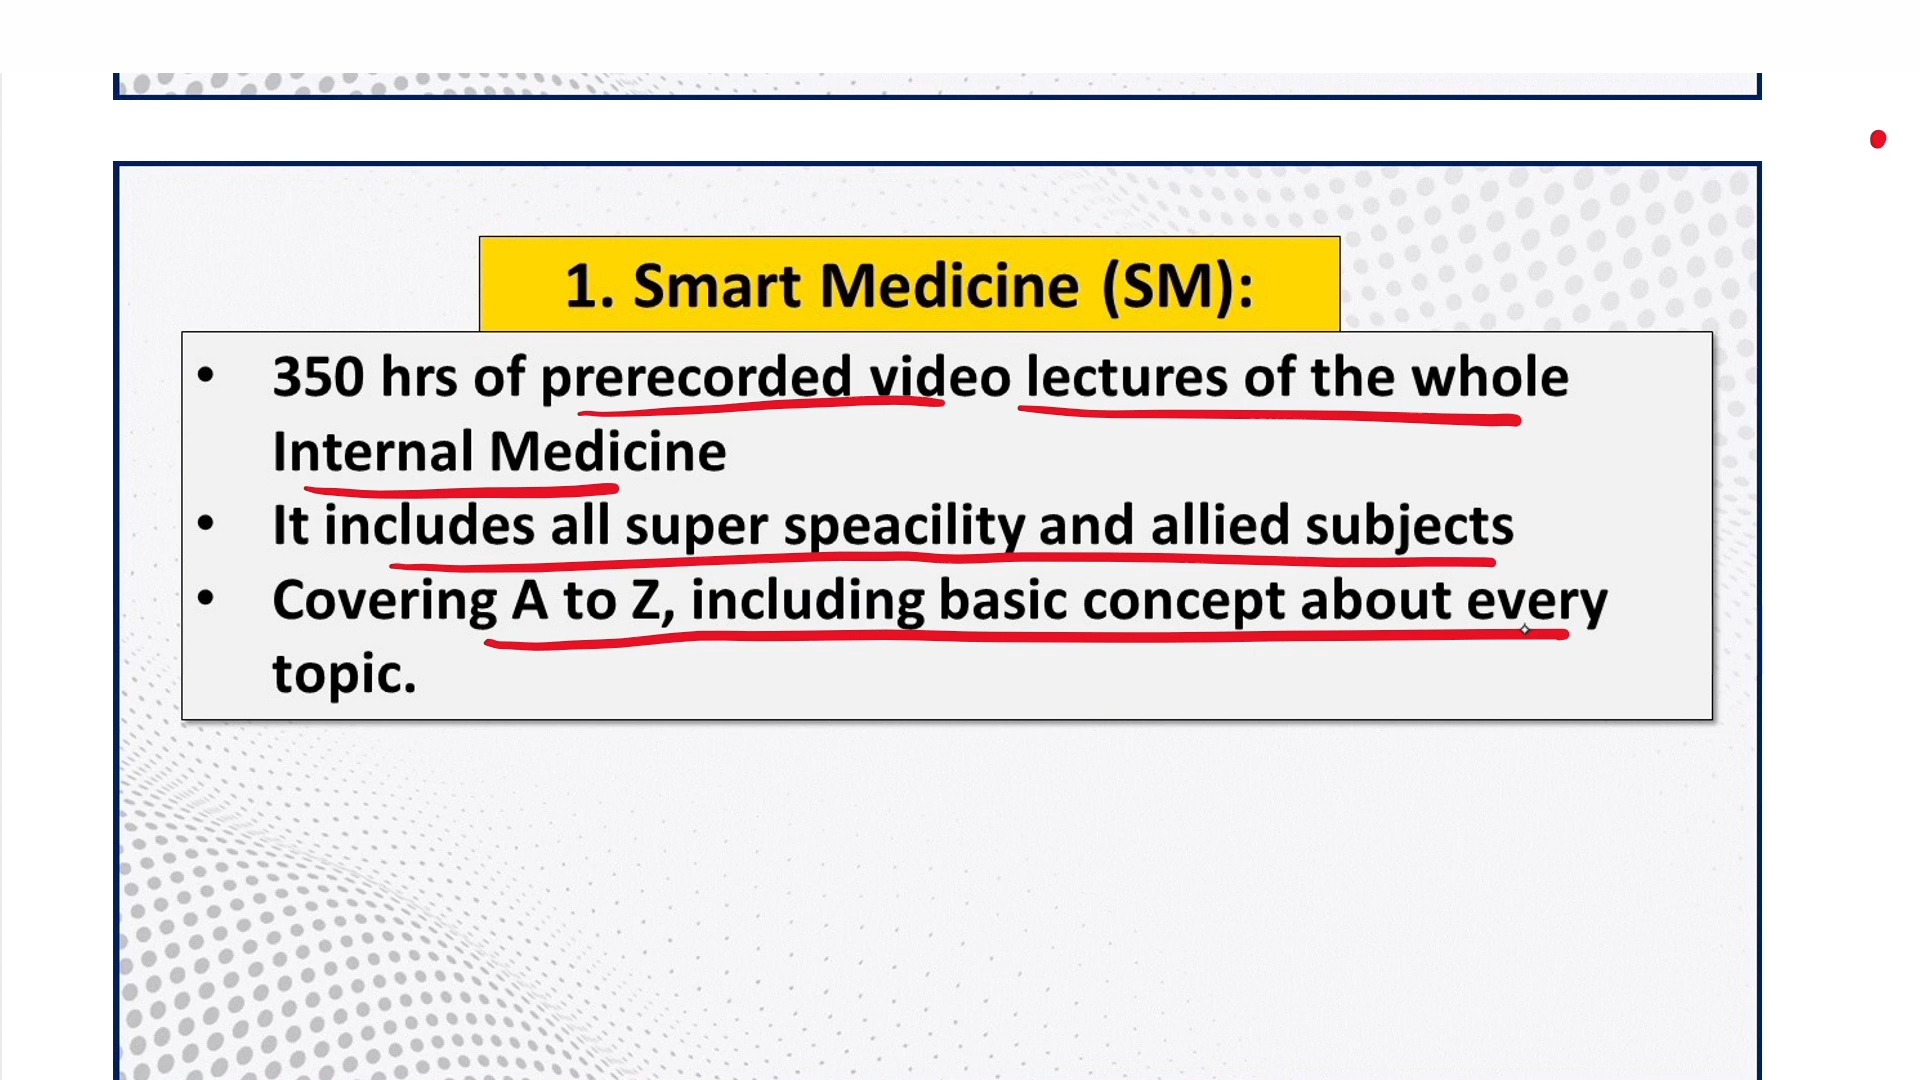 1. Smart Medicine (SM):
• 350 hrs of prerecorded video lectures of the whole
Internal Medicine
• It includes all super speacility and allied subjects
• Covering A to Z, including basic concept about every
topic.